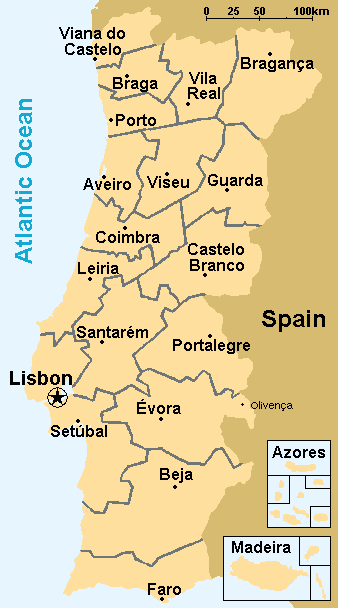 Viana do
Castelo
0 25 50 100km
Bragança
Braga
Vila
Real
Porto
Atlantic Ocean
Aveiro
Viseu
Guarda
Coimbra
Castelo
Branco
Leiria
Spain
Santarém
Portalegre
Lisbon
Olivença
Évora
Setúbal
Azores
Beja
Madeira
Faro